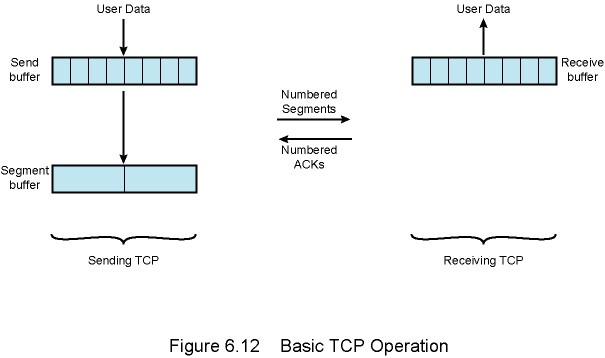 User Data
User Data
Send
buffer
Receive
buffer
Numbered
Segments
Numbered
ACKs
Segment
buffer
Sending TCP
Receiving TCP
Figure 6.12 Basic TCP Operation